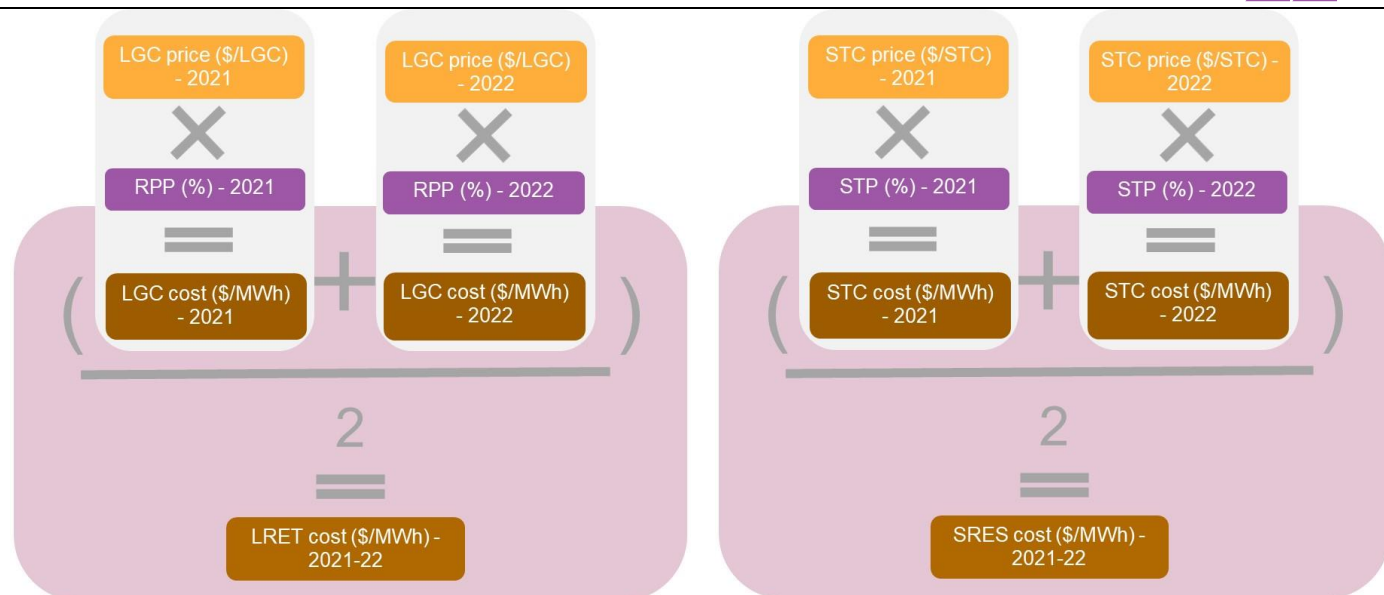 LGC price ($/LGC)
- 2021
×
RPP (%) - 2021
=
LGC cost ($/MWh)
- 2021
+
LGC price ($/LGC)
- 2022
×
RPP (%) - 2022
=
LGC cost ($/MWh)
- 2022
( )
2
=
LRET cost ($/MWh) -
2021-22
STC price ($/STC)
- 2021
×
STP (%) - 2021
=
STC cost ($/MWh)
- 2021
+
STC price ($/STC) -
2022
×
STP (%) - 2022
=
STC cost ($/MWh)
- 2022
( )
2
=
SRES cost ($/MWh) -
2021-22